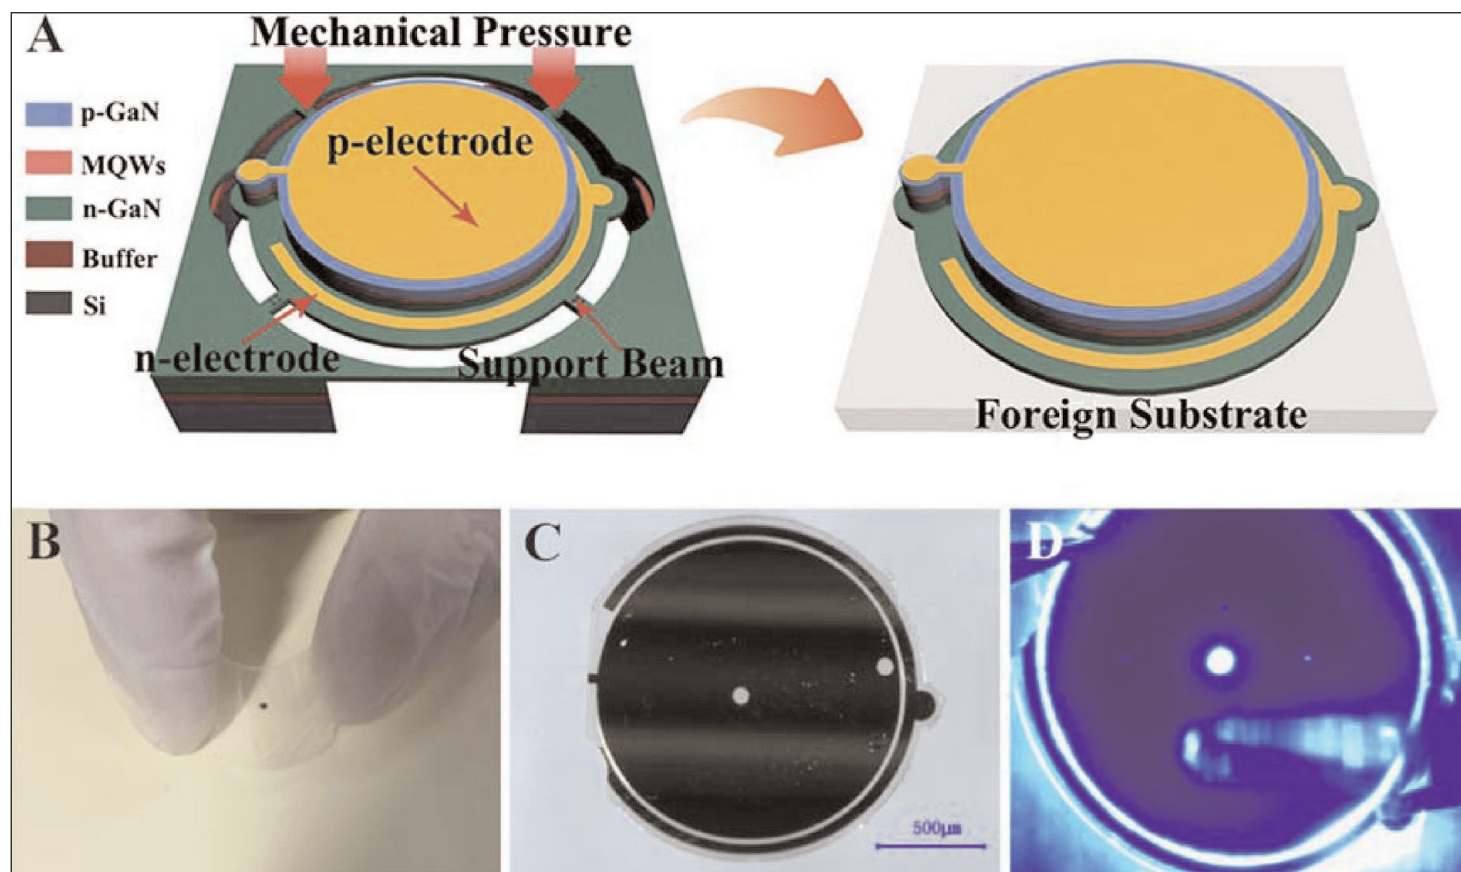 A
Mechanical Pressure
p-GaN
MQWs
n-GaN
Buffer
Si
p-electrode
n-electrode
Support Beam
Foreign Substrate
B
C
500μm
D